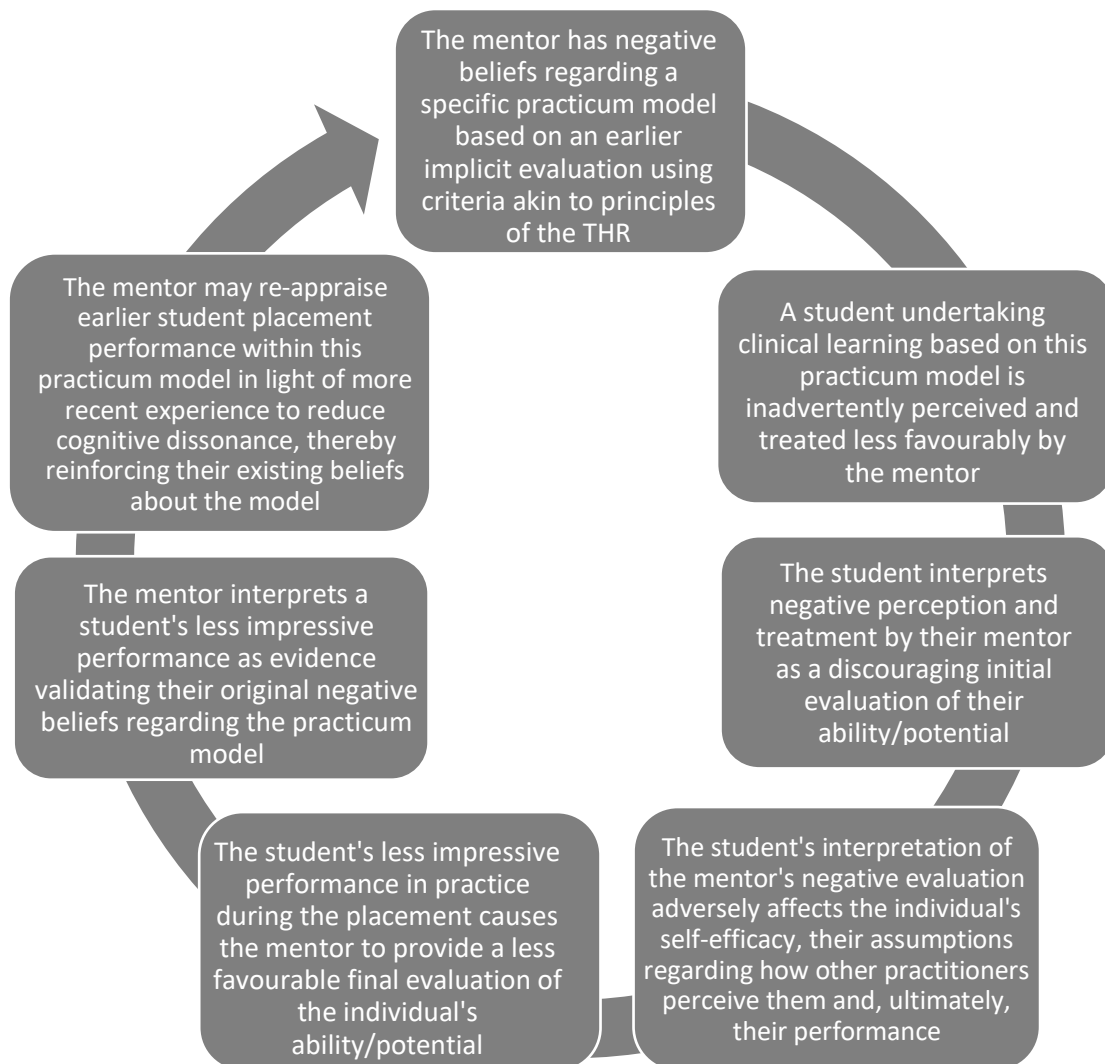 The mentor has negative
beliefs regarding a
specific practicum model
based on an earlier
implicit evaluation using
criteria akin to principles
of the THR
A student undertaking
clinical learning based on this
practicum model is
inadvertently perceived and
treated less favourably by
the mentor
The student interprets
negative perception and
treatment by their mentor
as a discouraging initial
evaluation of their
ability/potential
The student's interpretation of
the mentor's negative evaluation
adversely affects the individual's
self-efficacy, their assumptions
regarding how other practitioners
perceive them and, ultimately,
their performance
The student's less impressive
performance in practice
during the placement causes
the mentor to provide a less
favourable final evaluation of
the individual's
ability/potential
The mentor interprets a
student's less impressive
performance as evidence
validating their original negative
beliefs regarding the practicum
model
The mentor may re-appraise
earlier student placement
performance within this
practicum model in light of more
recent experience to reduce
cognitive dissonance, thereby
reinforcing their existing beliefs
about the model